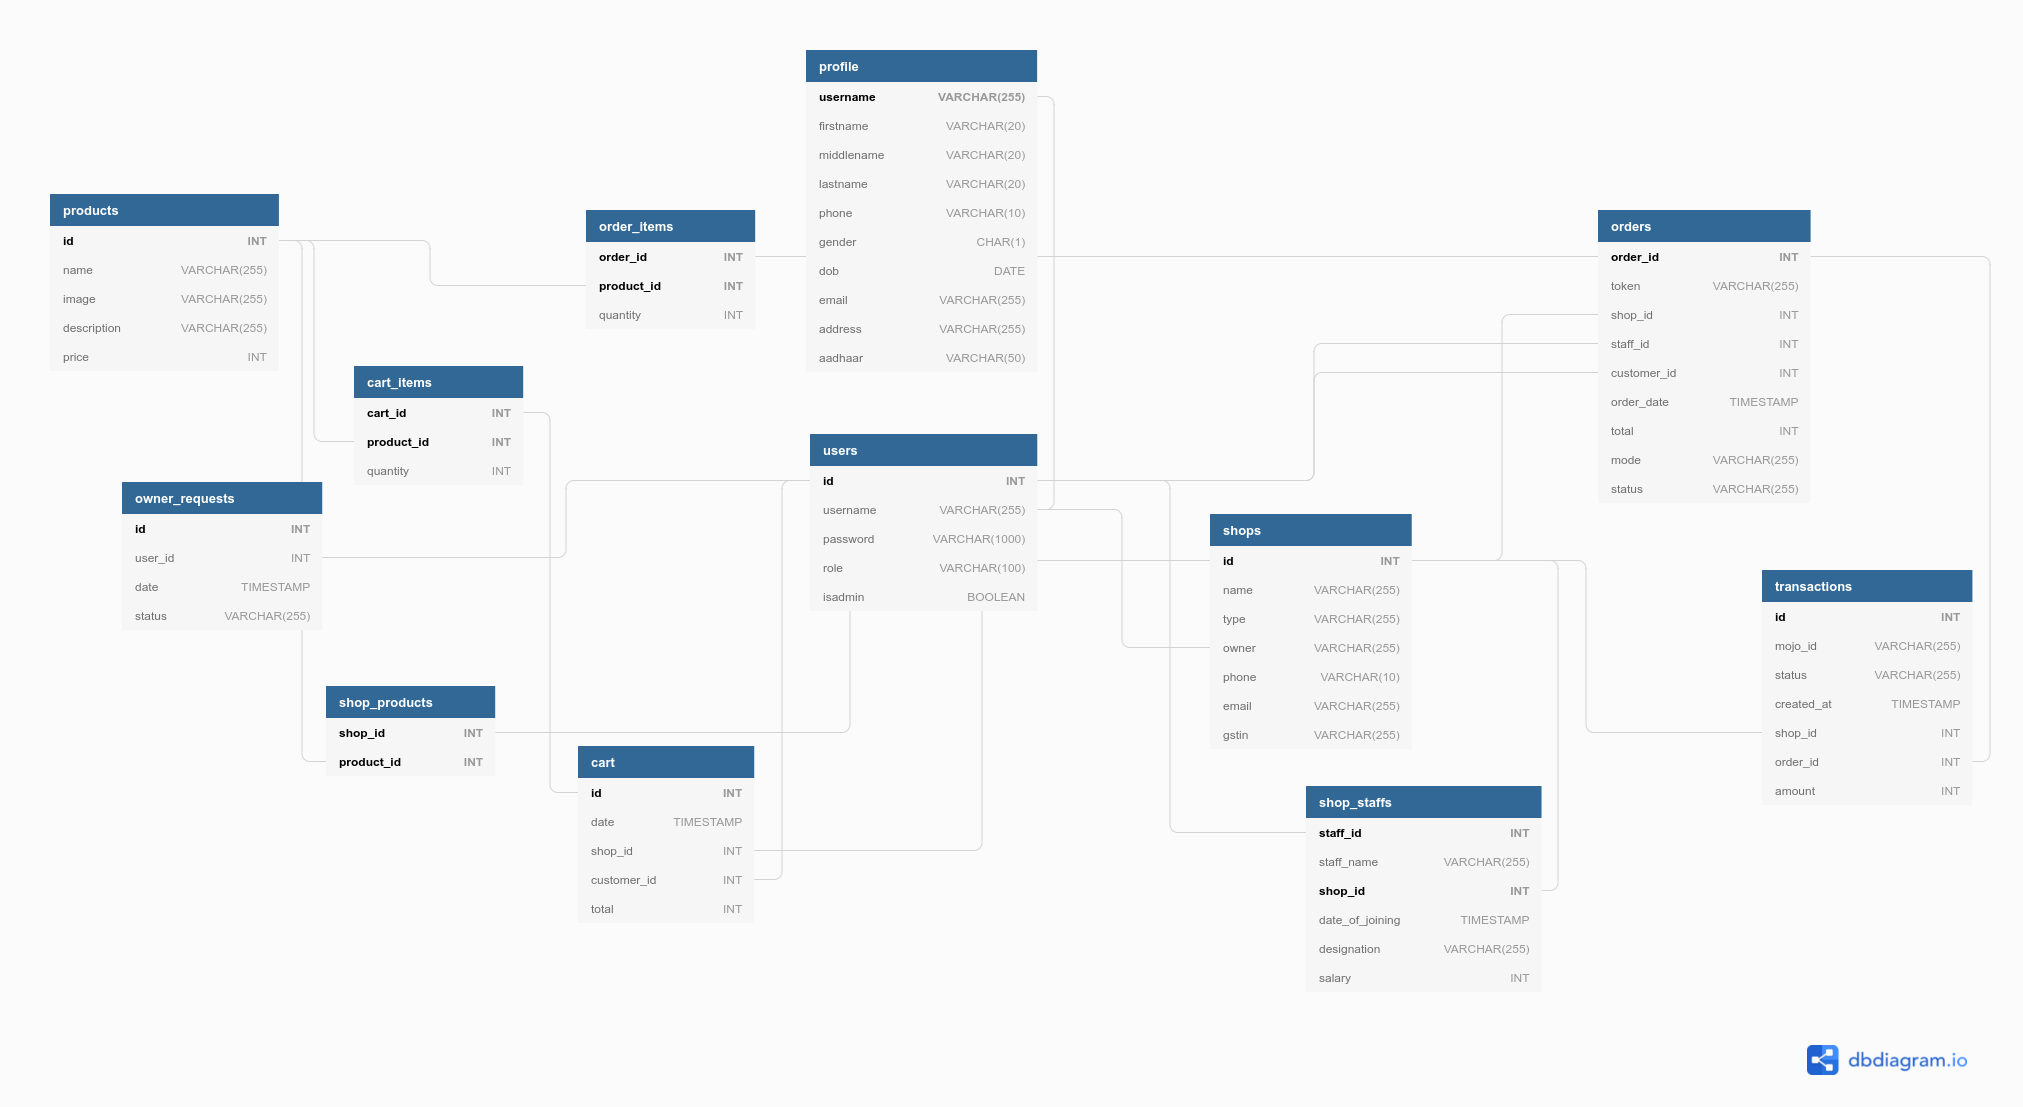 profile
username VARCHAR(255)
firstname VARCHAR(20)
middlename VARCHAR(20)
lastname VARCHAR(20)
phone VARCHAR(10)
gender CHAR(1)
dob DATE
email VARCHAR(255)
address VARCHAR(255)
aadhaar VARCHAR(50)
products
id INT
name VARCHAR(255)
image VARCHAR(255)
description VARCHAR(255)
price INT
order_items
order_id INT
product_id INT
quantity INT
orders
order_id INT
token VARCHAR(255)
shop_id INT
staff_id INT
customer_id INT
order_date TIMESTAMP
total INT
mode VARCHAR(255)
status VARCHAR(255)
cart_items
cart_id INT
product_id INT
quantity INT
users
id INT
username VARCHAR(255)
password VARCHAR(1000)
role VARCHAR(100)
isadmin BOOLEAN
owner_requests
id INT
user_id INT
date TIMESTAMP
status VARCHAR(255)
shops
id INT
name VARCHAR(255)
type VARCHAR(255)
owner VARCHAR(255)
phone VARCHAR(10)
email VARCHAR(255)
gstin VARCHAR(255)
transactions
id INT
mojo_id VARCHAR(255)
status VARCHAR(255)
created_at TIMESTAMP
shop_id INT
order_id INT
amount INT
shop_products
shop_id INT
product_id INT
cart
id INT
date TIMESTAMP
shop_id INT
customer_id INT
total INT
shop_staffs
staff_id INT
staff_name VARCHAR(255)
shop_id INT
date_of_joining TIMESTAMP
designation VARCHAR(255)
salary INT
dbdiagram.io